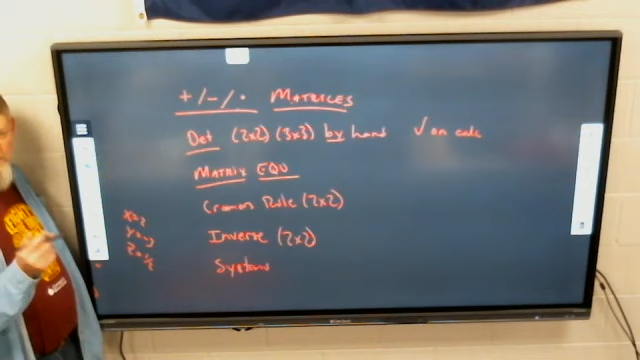 +/-/· MATRICES
Det (2x2) (3x3) by hand ✓ on calc
MATRIX EQU
Cramers Rule (2x2)
Inverse (2x2)
Systems